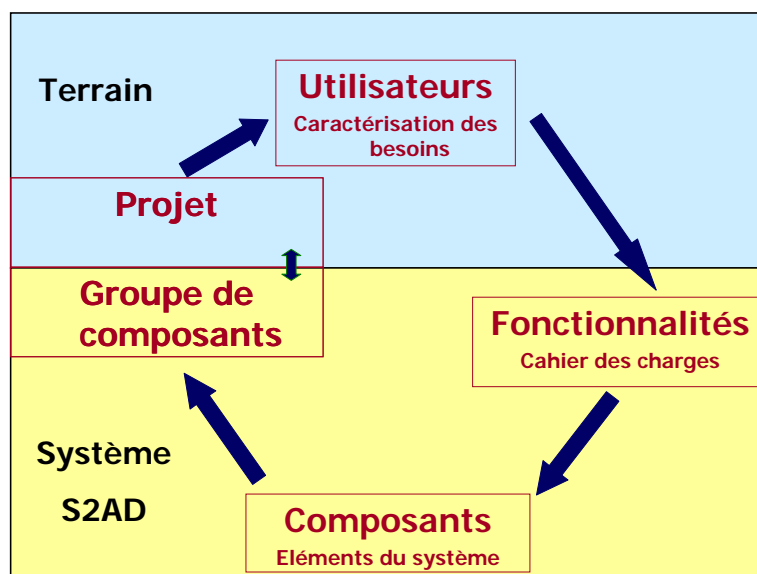 Terrain
Utilisateurs
Caractérisation des
besoins
Projet
Groupe de
composants
Fonctionnalités
Cahier des charges
Système
S2AD
Composants
Eléments du système